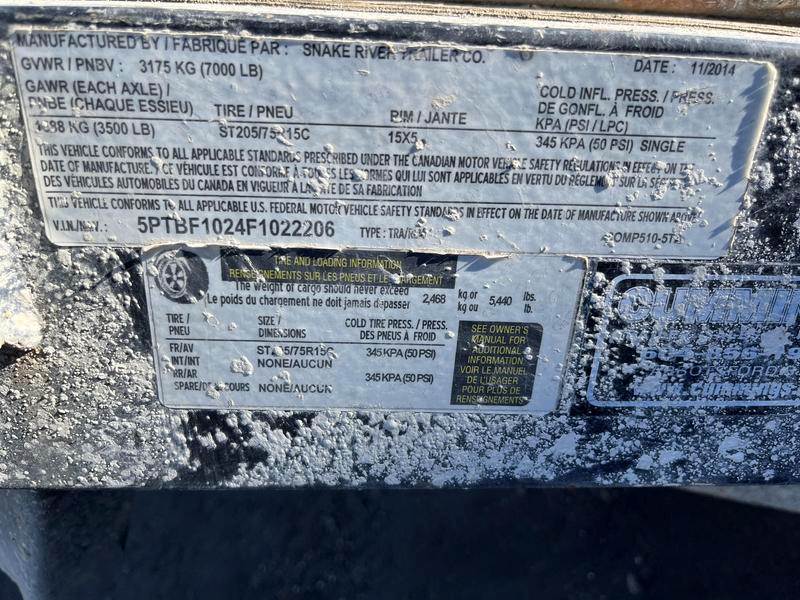 MANUFACTURED BY / FABRIQUE PAR : SNAKE RIVER TRAILER CO.
GVWR / PNBV : 3175 KG (7000 LB) DATE : 11/2014
GAWR (EACH AXLE) / COLD INFL. PRESS. / PRESS.
PNBE (CHAQUE ESSIEU) TIRE / PNEU RIM / JANTE DE GONFL. À FROID
KPA (PSI / LPC)
1588 KG (3500 LB) ST205/75R15C 15X5 345 KPA (50 PSI) SINGLE
THIS VEHICLE CONFORMS TO ALL APPLICABLE STANDARDS PRESCRIBED UNDER THE CANADIAN MOTOR VEHICLE SAFETY REGULATIONS IN EFFECT ON THE
DATE OF MANUFACTURE. CE VÉHICULE EST CONFORME À TOUTES LES NORMES QUI LUI SONT APPLICABLES EN VERTU DU RÈGLEMENT SUR LA SÉCURITÉ
DES VÉHICULES AUTOMOBILES DU CANADA EN VIGUEUR À LA DATE DE SA FABRICATION
THIS VEHICLE CONFORMS TO ALL APPLICABLE U.S. FEDERAL MOTOR VEHICLE SAFETY STANDARDS IN EFFECT ON THE DATE OF MANUFACTURE SHOWN ABOVE
V.I.N./N.I.V.: 5PTBF1024F1022206 TYPE : TRA/REM COMP510-5TA
TIRE AND LOADING INFORMATION
RENSEIGNEMENTS SUR LES PNEUS ET LE CHARGEMENT
The weight of cargo should never exceed
Le poids du chargement ne doit jamais dépasser 2,468 kg or kg ou 5,440 lbs. lb.
TIRE / PNEU SIZE / DIMENSIONS COLD TIRE PRESS. / PRESS. DES PNEUS À FROID
FR/AV ST205/75R15C 345 KPA (50 PSI)
INT/INT NONE/AUCUN
RR/AR 345 KPA (50 PSI)
SPARE/DE SECOURS NONE/AUCUN
SEE OWNER'S
MANUAL FOR
ADDITIONAL
INFORMATION
VOIR LE MANUEL
DE L'USAGER
POUR PLUS DE
RENSEIGNEMENTS